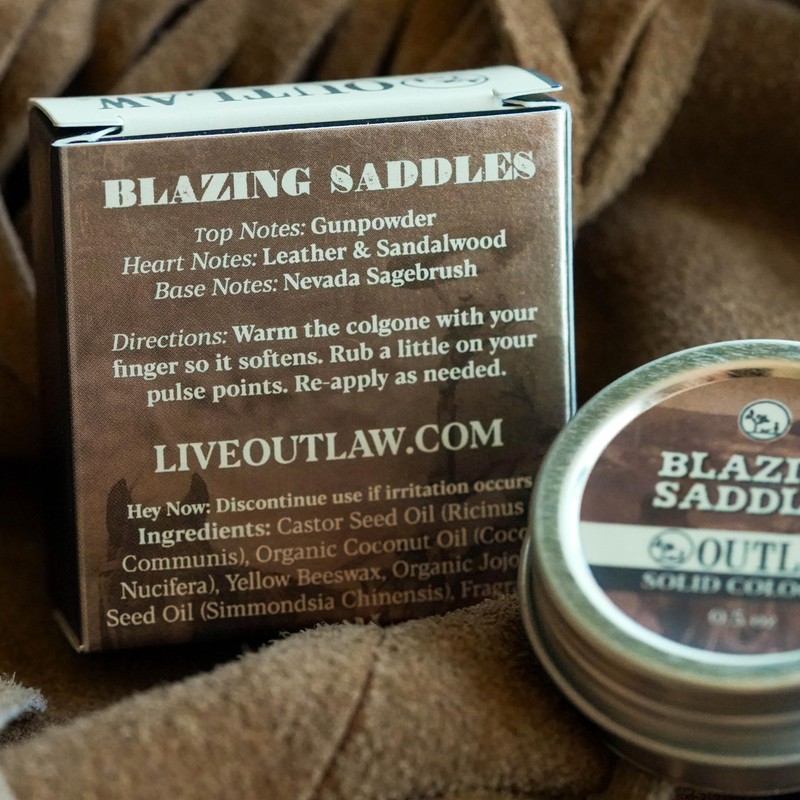 OUTLAW
BLAZING SADDLES
Top Notes: Gunpowder
Heart Notes: Leather & Sandalwood
Base Notes: Nevada Sagebrush
Directions: Warm the colgone with your
finger so it softens. Rub a little on your
pulse points. Re-apply as needed.
LIVEOUTLAW.COM
Hey Now: Discontinue use if irritation occurs
Ingredients: Castor Seed Oil (Ricinus
Communis), Organic Coconut Oil (Coco
Nucifera), Yellow Beeswax, Organic Jojo
Seed Oil (Simmondsia Chinensis), Fragr
BLAZI
SADDL
OUTL
SOLID COLO